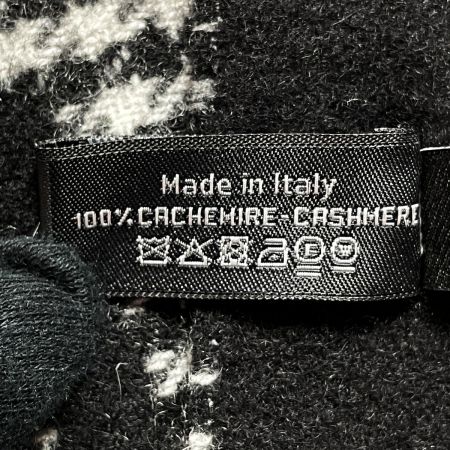 Made in Italy
100% CACHEMIRE-CASHMERE
F
W